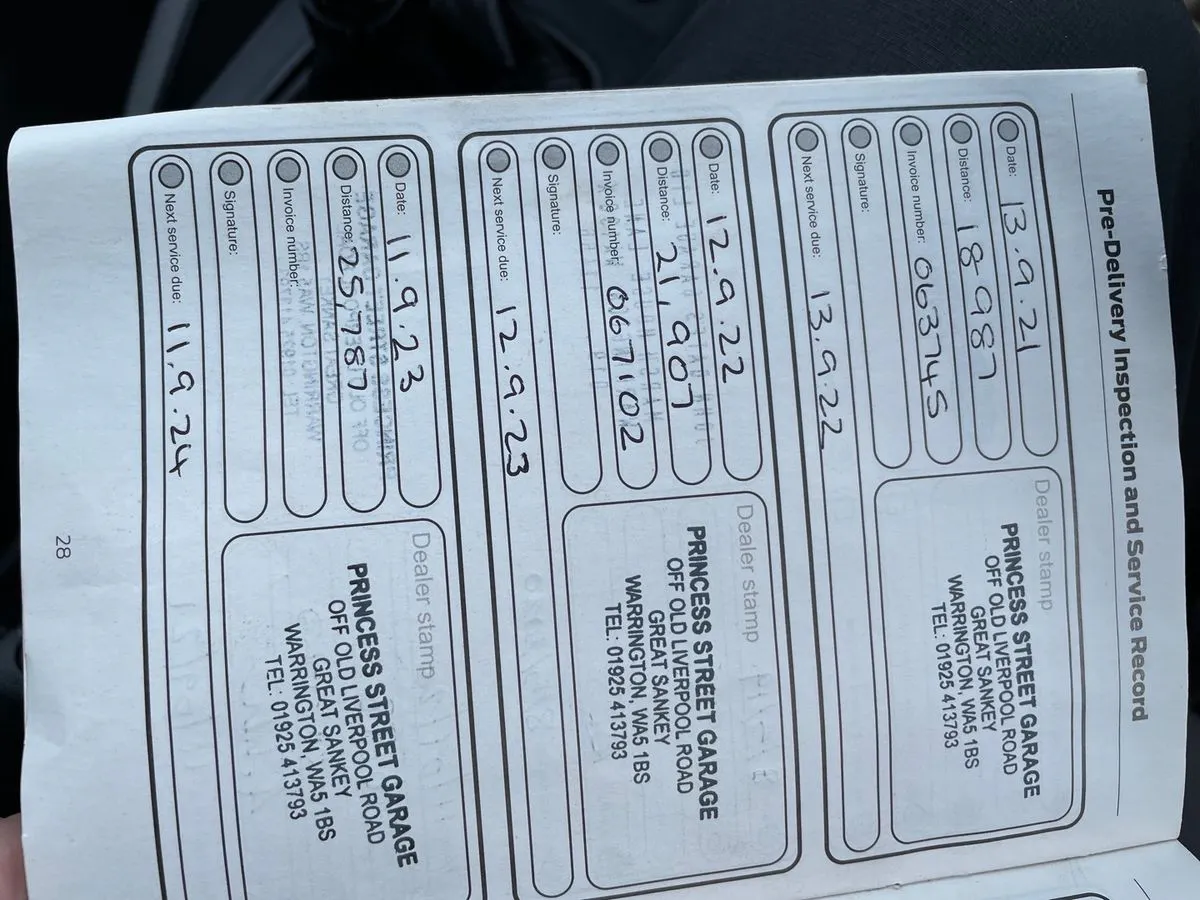 Pre-Delivery Inspection and Service Record
Date: 13.9.21
Distance: 18-987
Invoice number: 063745
Signature:
Next service due: 13.9.22
Dealer stamp
PRINCESS STREET GARAGE
OFF OLD LIVERPOOL ROAD
GREAT SANKEY
WARRINGTON, WA5 1BS
TEL: 01925 413793
Date: 12.9.22
Distance: 21,907
Invoice number: 067102
Signature:
Next service due: 12.9.23
Dealer stamp
PRINCESS STREET GARAGE
OFF OLD LIVERPOOL ROAD
GREAT SANKEY
WARRINGTON, WA5 1BS
TEL: 01925 413793
Date: 11.9.23
Distance: 25,787
Invoice number:
Signature:
Next service due: 11.9.24
Dealer stamp
PRINCESS STREET GARAGE
OFF OLD LIVERPOOL ROAD
GREAT SANKEY
WARRINGTON, WA5 1BS
TEL: 01925 413793
28